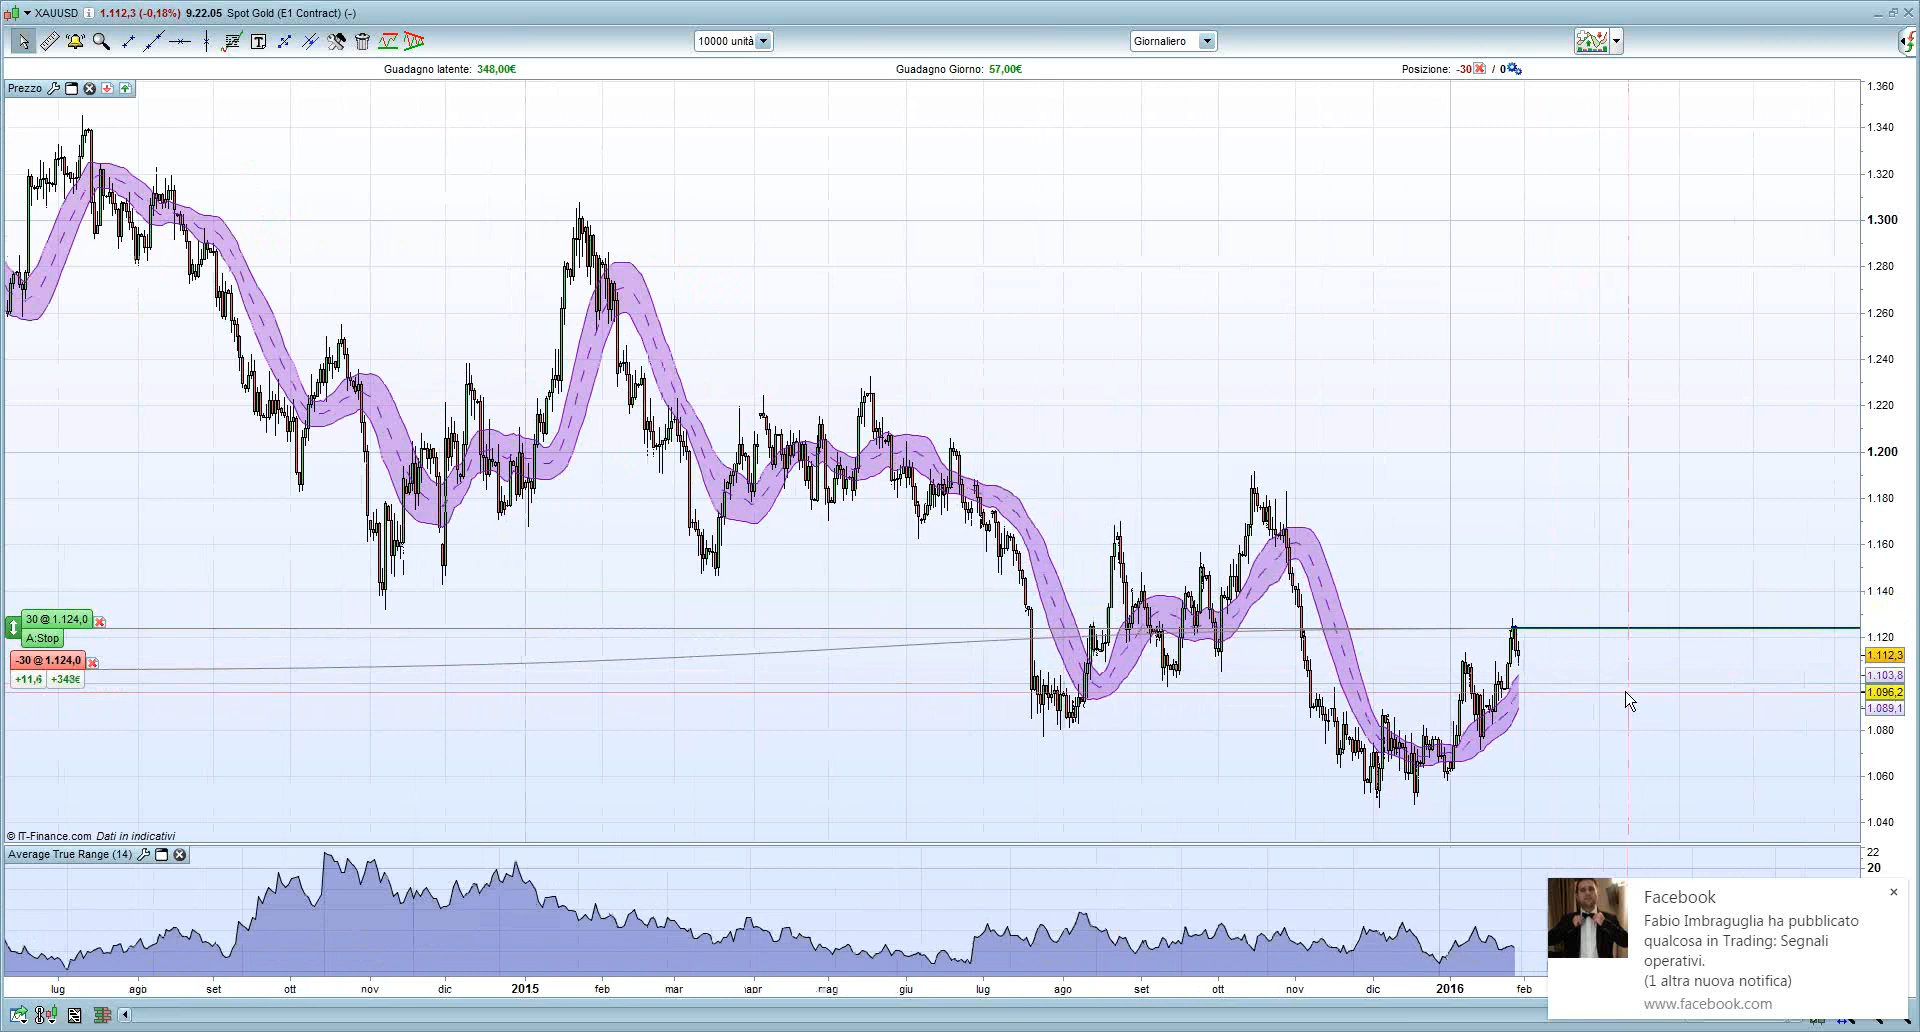 XAUUSD 1.112,3 (-0,18%) 9.22.05 Spot Gold (E1 Contract) (-)
10000 unità
Giornaliero
Guadagno latente: 348,00€
Guadagno Giorno: 57,00€
Posizione: -30 / 0
Prezzo
1.360
1.340
1.320
1.300
1.280
1.260
1.240
1.220
1.200
1.180
1.160
1.140
1.120
1.112,3
1.103,8
1.096,2
1.089,1
1.080
1.060
1.040
30 @ 1.124,0
A:Stop
-30 @ 1.124,0
+11,6 +343€
© IT-Finance.com Dati in indicativi
Average True Range (14)
22
20
Facebook
Fabio Imbraguglia ha pubblicato
qualcosa in Trading: Segnali
operativi.
(1 altra nuova notifica)
www.facebook.com
lug ago set ott nov dic 2015 feb mar apr mag giu lug ago set ott nov dic 2016 feb